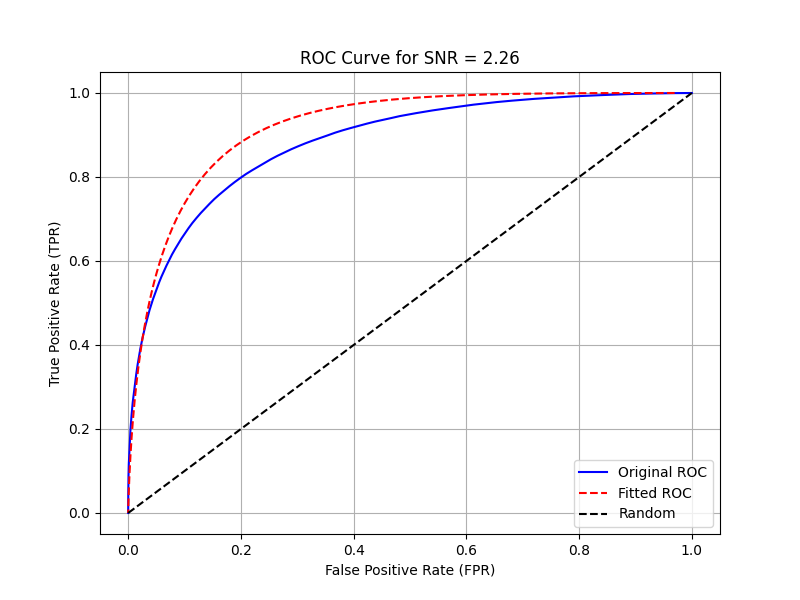 ROC Curve for SNR = 2.26
True Positive Rate (TPR)
1.0
0.8
0.6
0.4
0.2
0.0
Original ROC
Fitted ROC
Random
0.0 0.2 0.4 0.6 0.8 1.0
False Positive Rate (FPR)